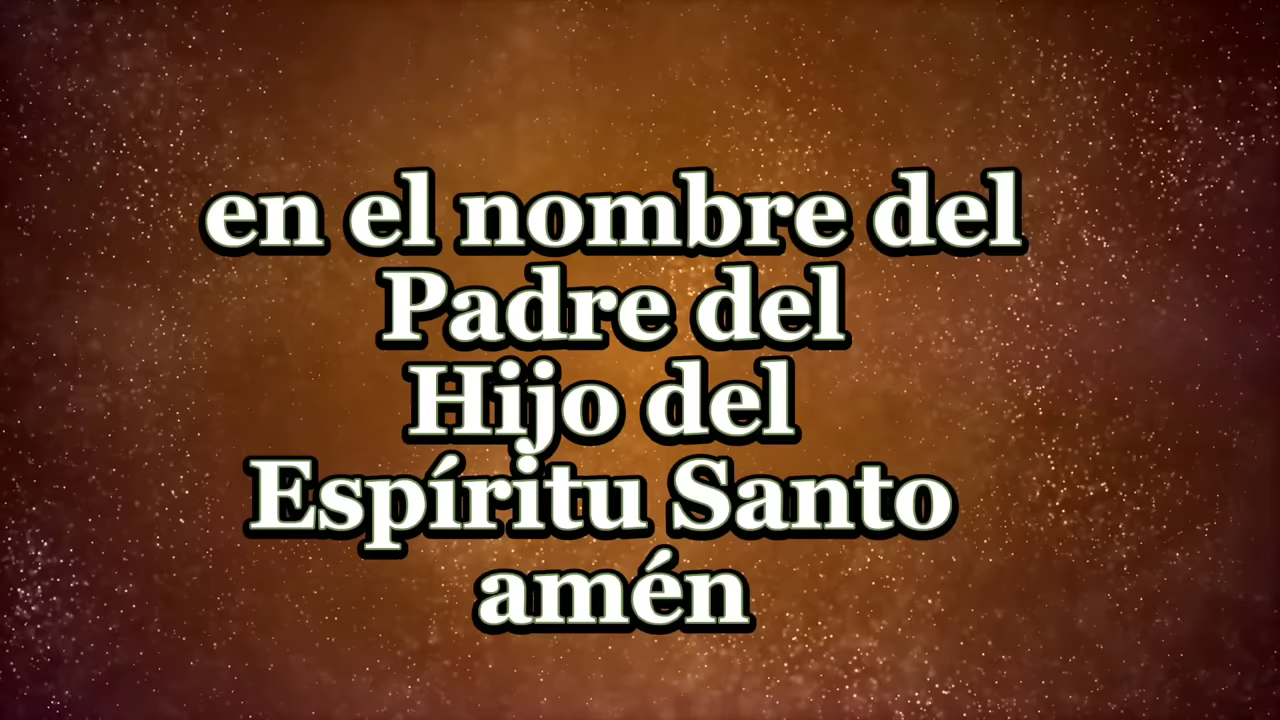 en el nombre del
Padre del
Hijo del
Espíritu Santo
amén